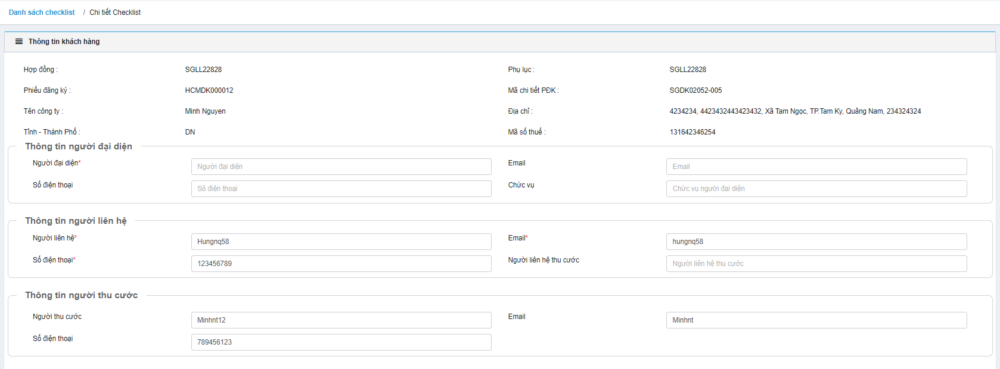 Danh sách checklist / Chi tiết Checklist
Thông tin khách hàng
Hợp đồng : SGLL22828 Phụ lục : SGLL22828
Phiếu đăng ký : HCMDK000012 Mã chi tiết PĐK : SGDK02052-005
Tên công ty : Minh Nguyen Địa chỉ : 4234234, 4423432443423432, Xã Tam Ngọc, TP.Tam Ky, Quảng Nam, 234324324
Tỉnh - Thành Phố : DN Mã số thuế : 131642346254
Thông tin người đại diện
Người đại diện* Người đại diện Email Email
Số điện thoại Số điện thoại Chức vụ Chức vụ người đại diện
Thông tin người liên hệ
Người liên hệ* Hungnq58 Email* hungnq58
Số điện thoại* 123456789 Người liên hệ thu cước Người liên hệ thu cước
Thông tin người thu cước
Người thu cước Minhnt12 Email Minhnt
Số điện thoại 789456123